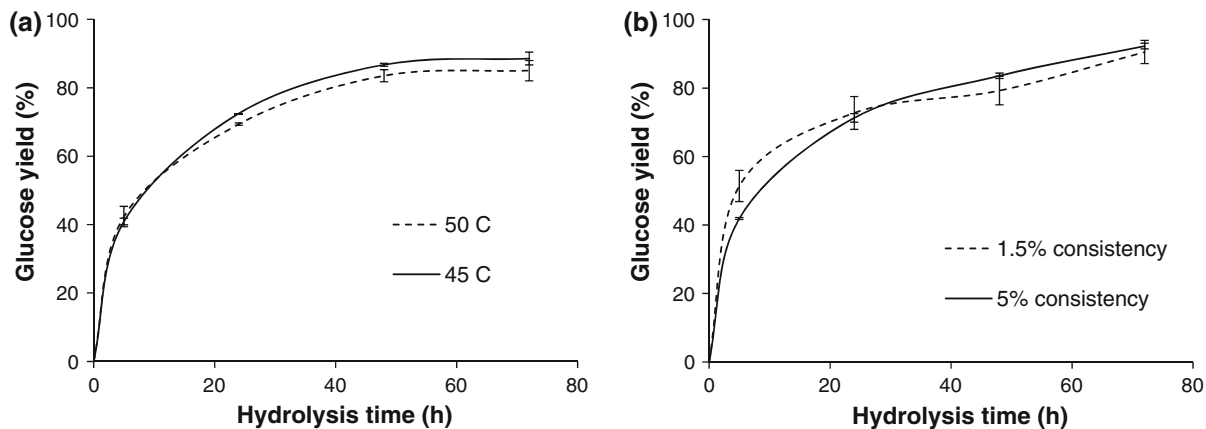 (a)
Glucose yield (%)
100
80
60
40
20
0
50 C
45 C
0 20 40 60 80
Hydrolysis time (h)
(b)
Glucose yield (%)
100
80
60
40
20
0
1.5% consistency
5% consistency
0 20 40 60 80
Hydrolysis time (h)